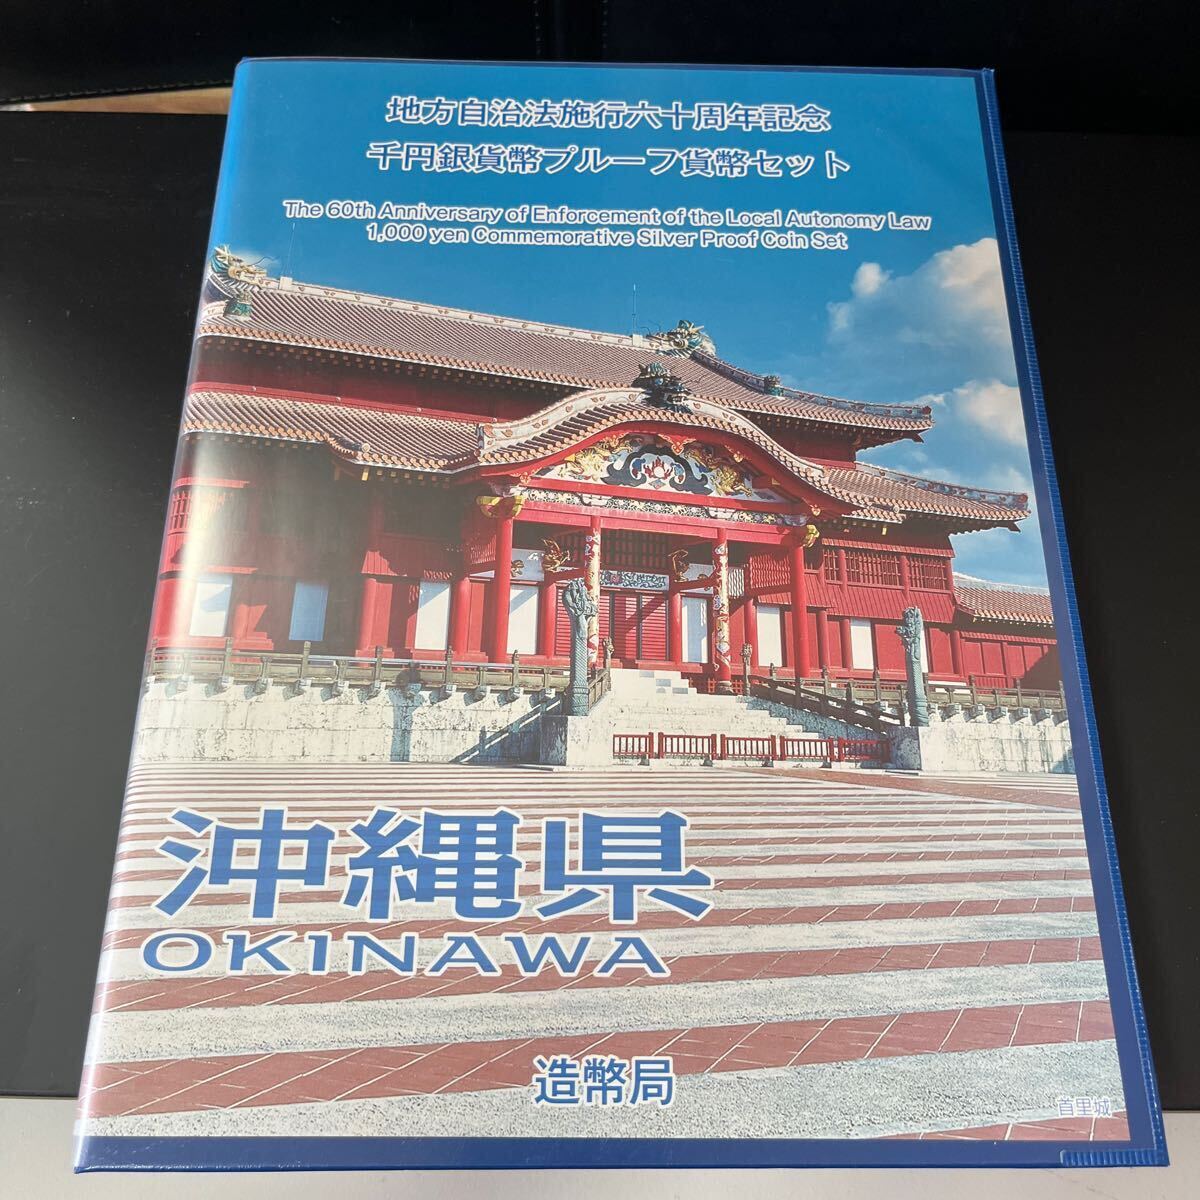 地方自治法施行六十周年記念
千円銀貨幣プルーフ貨幣セット
The 60th Anniversary of Enforcement of the Local Autonomy Law
1,000 yen Commemorative Silver Proof Coin Set
沖縄県
OKINAWA
造幣局
首里城